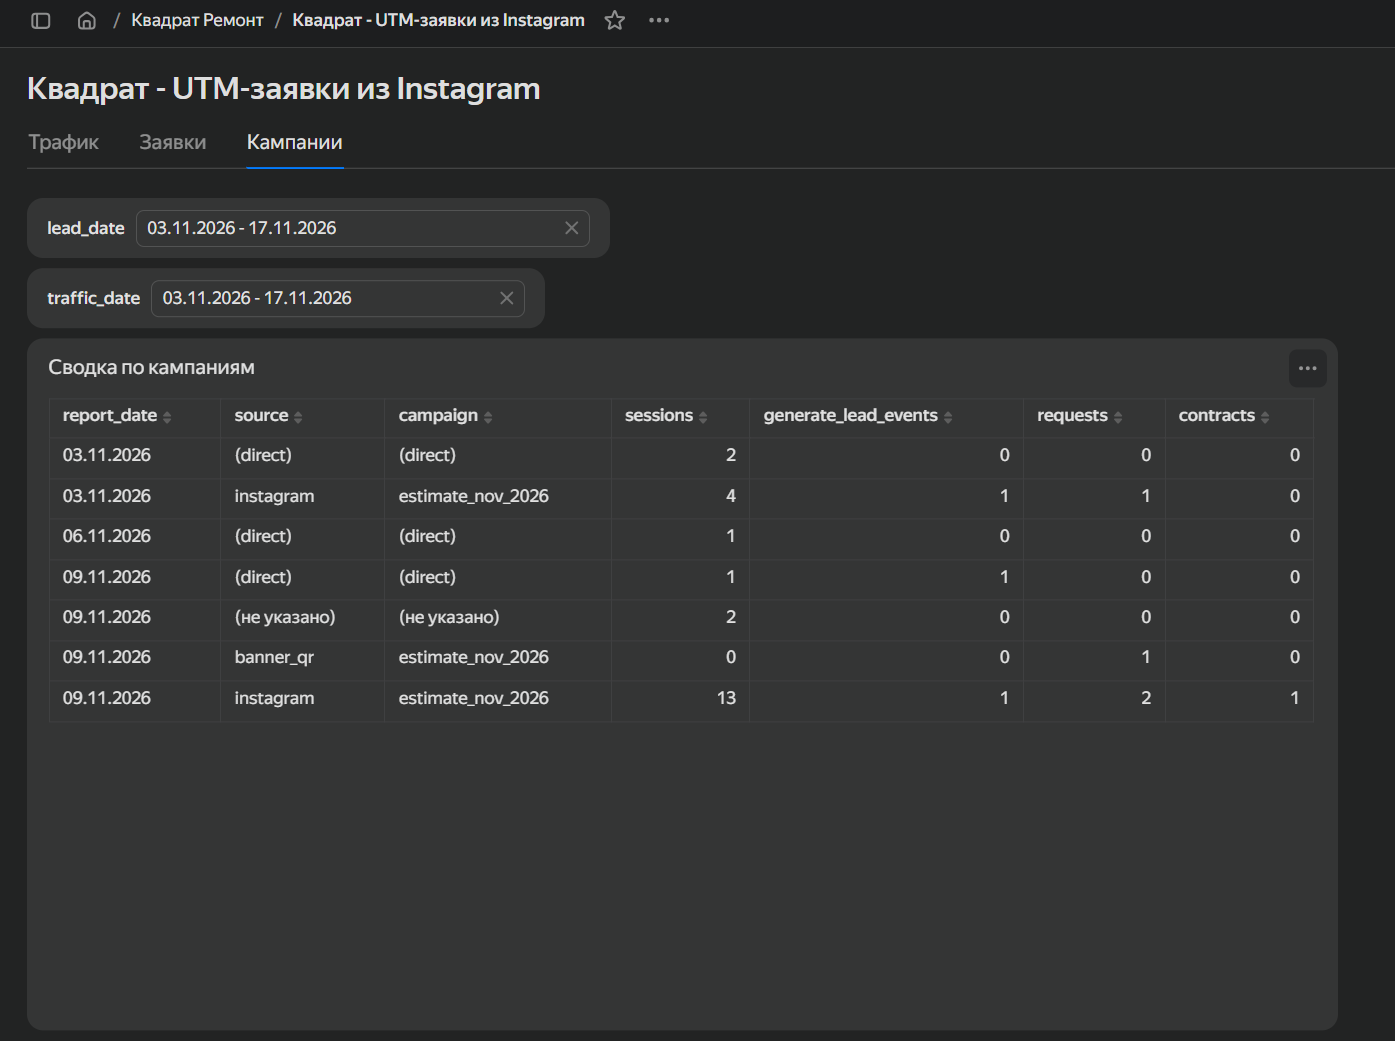 / Квадрат Ремонт / Квадрат - UTM-заявки из Instagram
Квадрат - UTM-заявки из Instagram
Трафик Заявки Кампании
lead_date 03.11.2026 - 17.11.2026
traffic_date 03.11.2026 - 17.11.2026
Сводка по кампаниям
report_date source campaign sessions generate_lead_events requests contracts
03.11.2026 (direct) (direct) 2 0 0 0
03.11.2026 instagram estimate_nov_2026 4 1 1 0
06.11.2026 (direct) (direct) 1 0 0 0
09.11.2026 (direct) (direct) 1 1 0 0
09.11.2026 (не указано) (не указано) 2 0 0 0
09.11.2026 banner_qr estimate_nov_2026 0 0 1 0
09.11.2026 instagram estimate_nov_2026 13 1 2 1